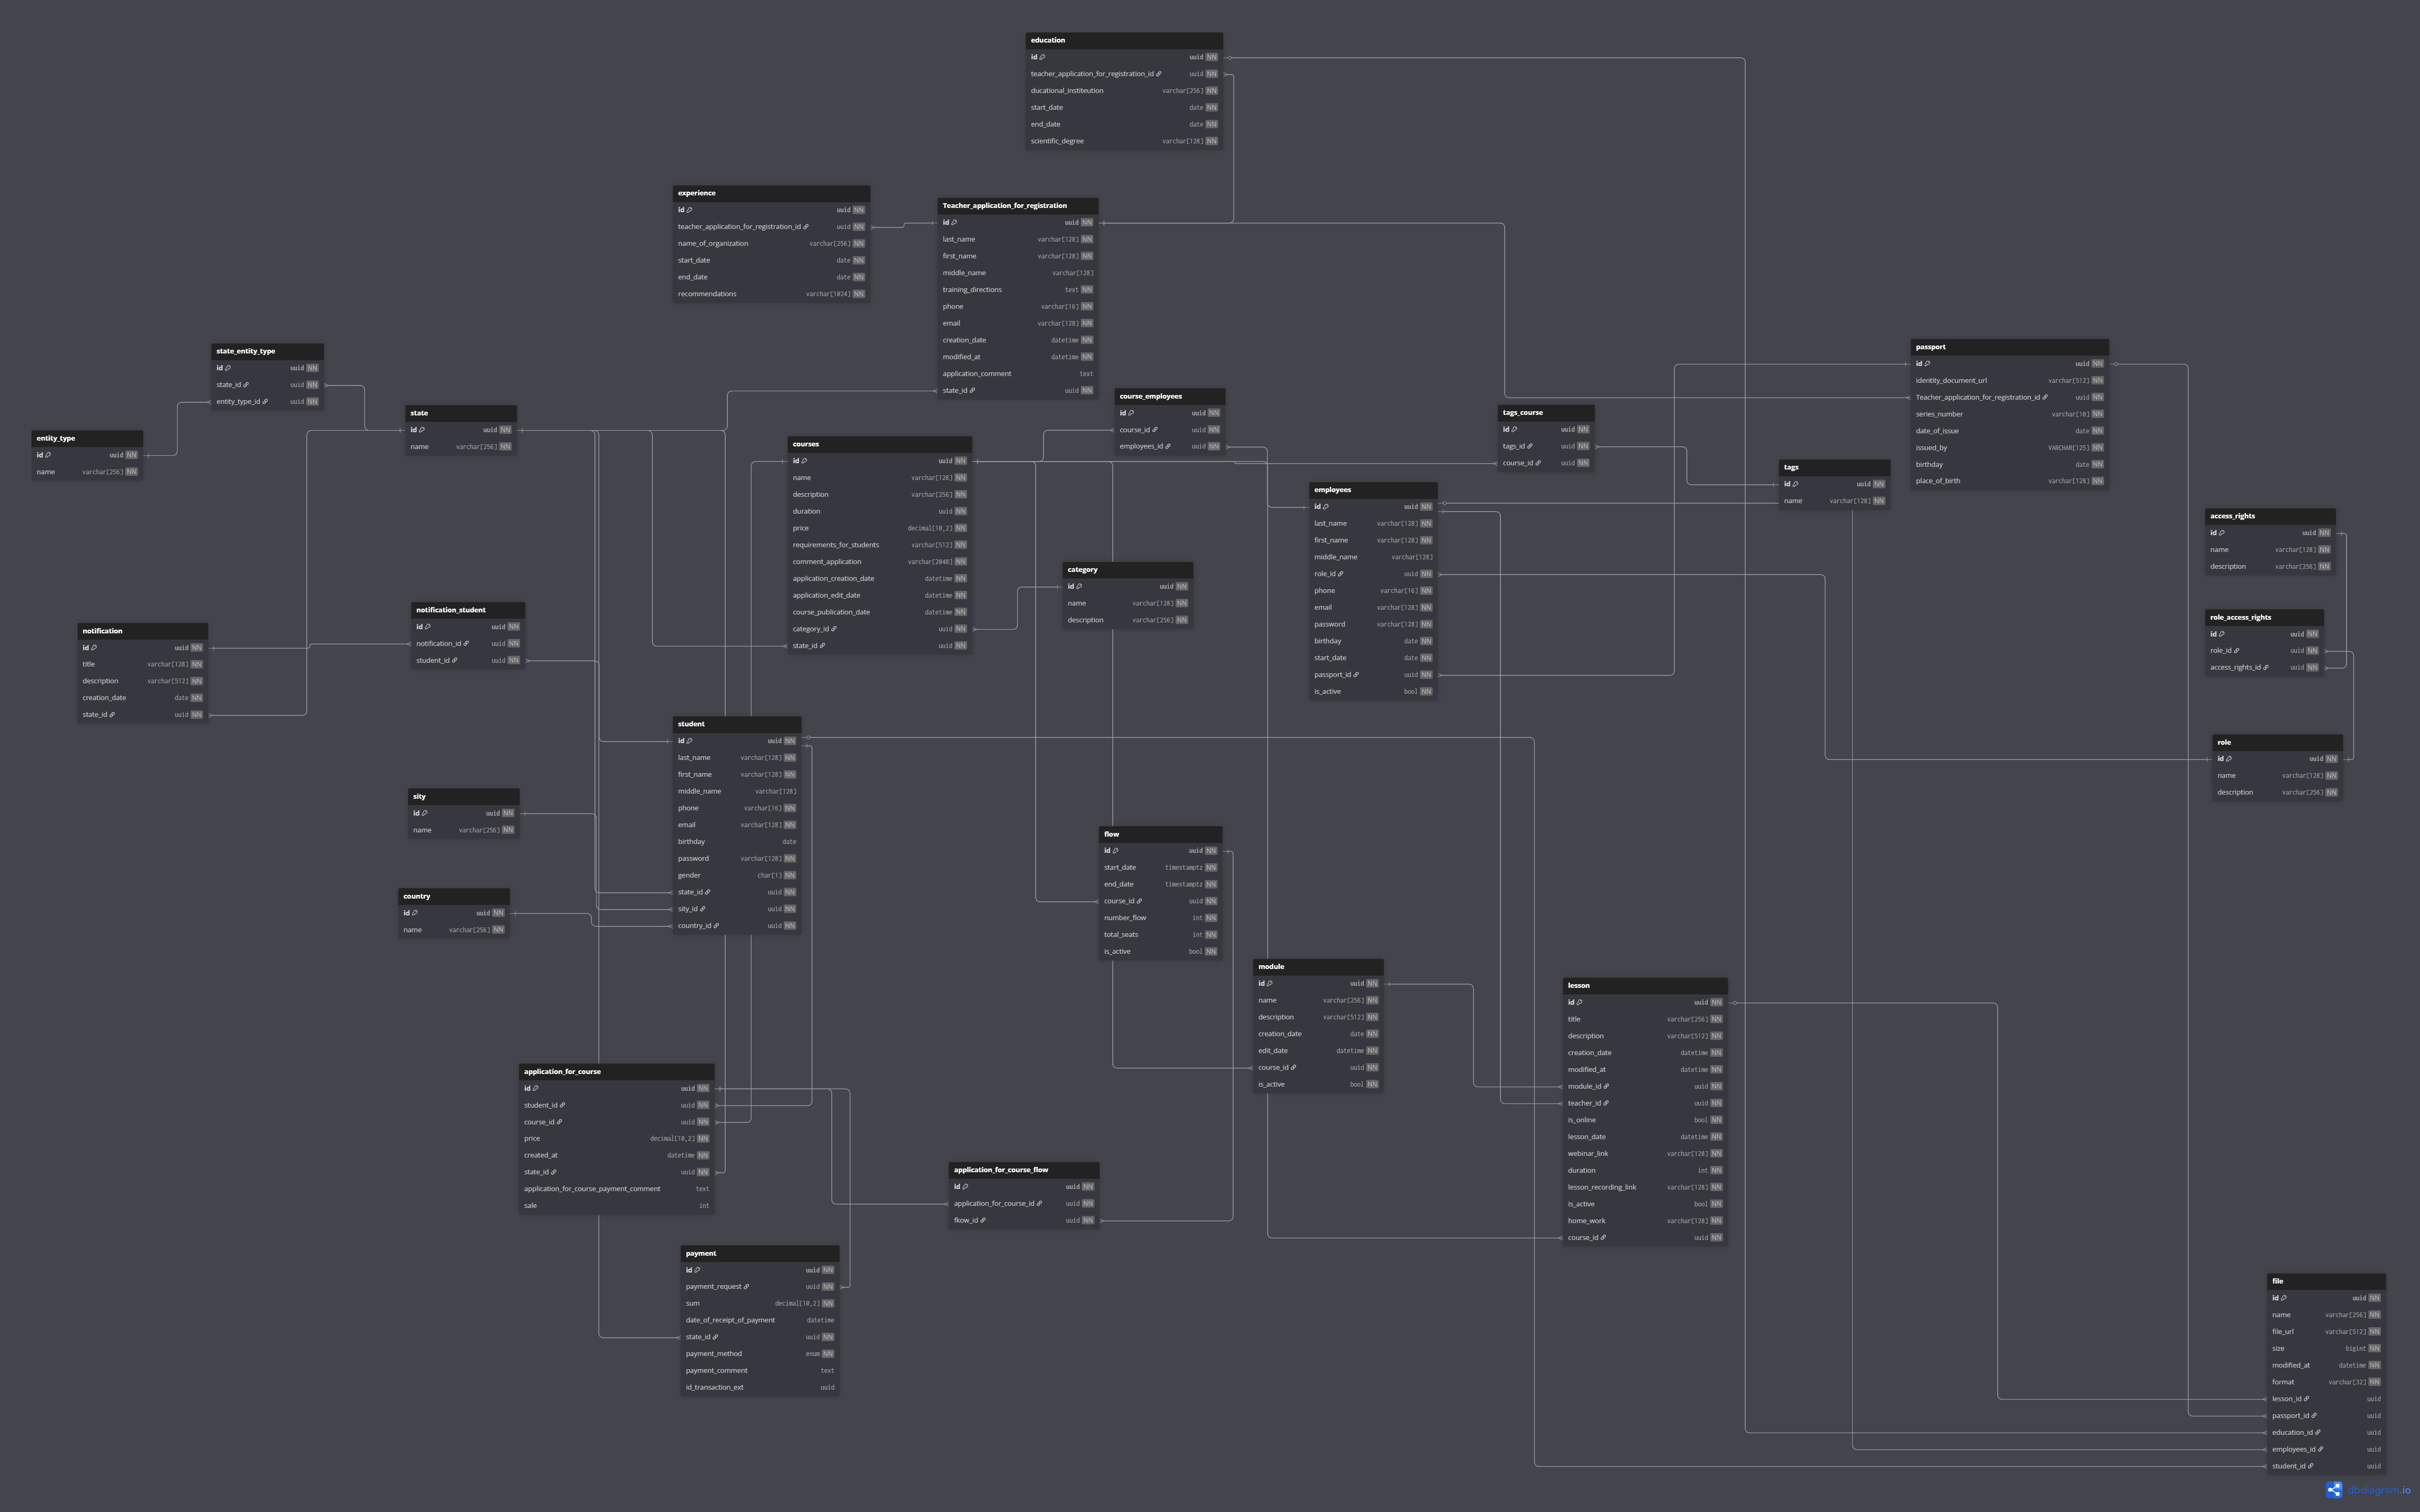 education
id uuid NN
teacher_application_for_registration_id uuid NN
ducational_institeution varchar[256] NN
start_date date NN
end_date date NN
scientific_degree varchar[128] NN
experience
id uuid NN
teacher_application_for_registration_id uuid NN
name_of_organization varchar[256] NN
start_date date NN
end_date date NN
recommendations varchar[1024] NN
Teacher_application_for_registration
id uuid NN
last_name varchar[128] NN
first_name varchar[128] NN
middle_name varchar[128]
training_directions text NN
phone varchar[16] NN
email varchar[128] NN
creation_date datetime NN
modified_at datetime NN
application_comment text
state_id uuid NN
passport
id uuid NN
identity_document_url varchar[512] NN
Teacher_application_for_registration_id uuid NN
series_number varchar[10] NN
date_of_issue date NN
issued_by VARCHAR[125] NN
birthday date NN
place_of_birth varchar[128] NN
state_entity_type
id uuid NN
state_id uuid NN
entity_type_id uuid NN
entity_type
id uuid NN
name varchar[256] NN
state
id uuid NN
name varchar[256] NN
course_employees
id uuid NN
course_id uuid NN
employees_id uuid NN
tags_course
id uuid NN
tags_id uuid NN
course_id uuid NN
tags
id uuid NN
name varchar[128] NN
courses
id uuid NN
name varchar[128] NN
description varchar[256] NN
duration uuid NN
price decimal[10,2] NN
requirements_for_students varchar[512] NN
comment_application varchar[2048] NN
application_creation_date datetime NN
application_edit_date datetime NN
course_publication_date datetime NN
category_id uuid NN
state_id uuid NN
employees
id uuid NN
last_name varchar[128] NN
first_name varchar[128] NN
middle_name varchar[128]
role_id uuid NN
phone varchar[16] NN
email varchar[128] NN
password varchar[128] NN
birthday date NN
start_date date NN
passport_id uuid NN
is_active bool NN
access_rights
id uuid NN
name varchar[128] NN
description varchar[256] NN
category
id uuid NN
name varchar[128] NN
description varchar[256] NN
notification_student
id uuid NN
notification_id uuid NN
student_id uuid NN
notification
id uuid NN
title varchar[128] NN
description varchar[512] NN
creation_date date NN
state_id uuid NN
role_access_rights
id uuid NN
role_id uuid NN
access_rights_id uuid NN
role
id uuid NN
name varchar[128] NN
description varchar[256] NN
student
id uuid NN
last_name varchar[128] NN
first_name varchar[128] NN
middle_name varchar[128]
phone varchar[16] NN
email varchar[128] NN
birthday date
password varchar[128] NN
gender char[1] NN
state_id uuid NN
sity_id uuid NN
country_id uuid NN
sity
id uuid NN
name varchar[256] NN
country
id uuid NN
name varchar[256] NN
flow
id uuid NN
start_date timestamptz NN
end_date timestamptz NN
course_id uuid NN
number_flow int NN
total_seats int NN
is_active bool NN
module
id uuid NN
name varchar[256] NN
description varchar[512] NN
creation_date date NN
edit_date datetime NN
course_id uuid NN
is_active bool NN
lesson
id uuid NN
title varchar[256] NN
description varchar[512] NN
creation_date datetime NN
modified_at datetime NN
module_id uuid NN
teacher_id uuid NN
is_online bool NN
lesson_date datetime NN
webinar_link varchar[128] NN
duration int NN
lesson_recording_link varchar[128] NN
is_active bool NN
home_work varchar[128] NN
course_id uuid NN
application_for_course
id uuid NN
student_id uuid NN
course_id uuid NN
price decimal[10,2] NN
created_at datetime NN
state_id uuid NN
application_for_course_payment_comment text
sale int
application_for_course_flow
id uuid NN
application_for_course_id uuid NN
fkow_id uuid NN
payment
id uuid NN
payment_request uuid NN
sum decimal[10,2] NN
date_of_receipt_of_payment datetime
state_id uuid NN
payment_method enum NN
payment_comment text
id_transaction_ext uuid
file
id uuid NN
name varchar[256] NN
file_url varchar[512] NN
size bigint NN
modified_at datetime NN
format varchar[32] NN
lesson_id uuid
passport_id uuid
education_id uuid
employees_id uuid
student_id uuid
dbdiagram.io